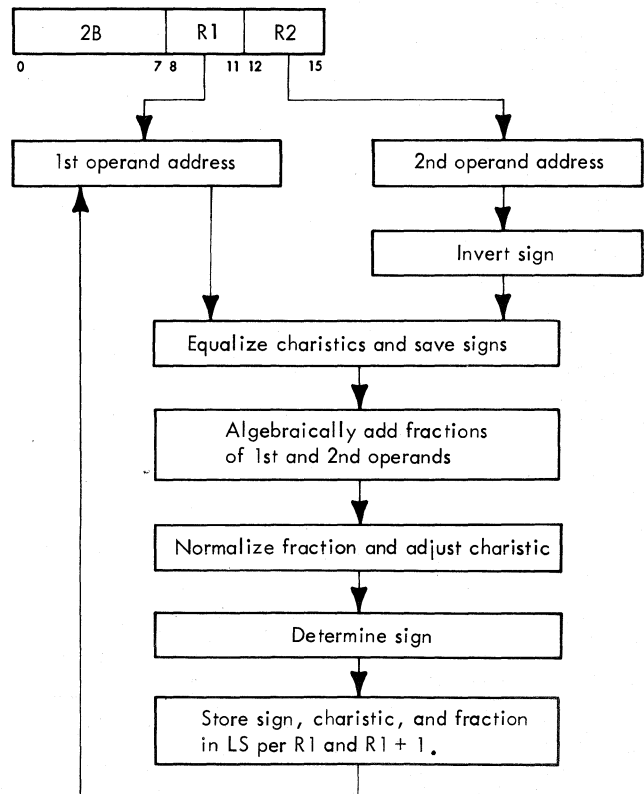 2B R1 R2
0 7 8 11 12 15
1st operand address
2nd operand address
Invert sign
Equalize charistics and save signs
Algebraically add fractions
of 1st and 2nd operands
Normalize fraction and adjust charistic
Determine sign
Store sign, charistic, and fraction
in LS per R1 and R1 + 1.